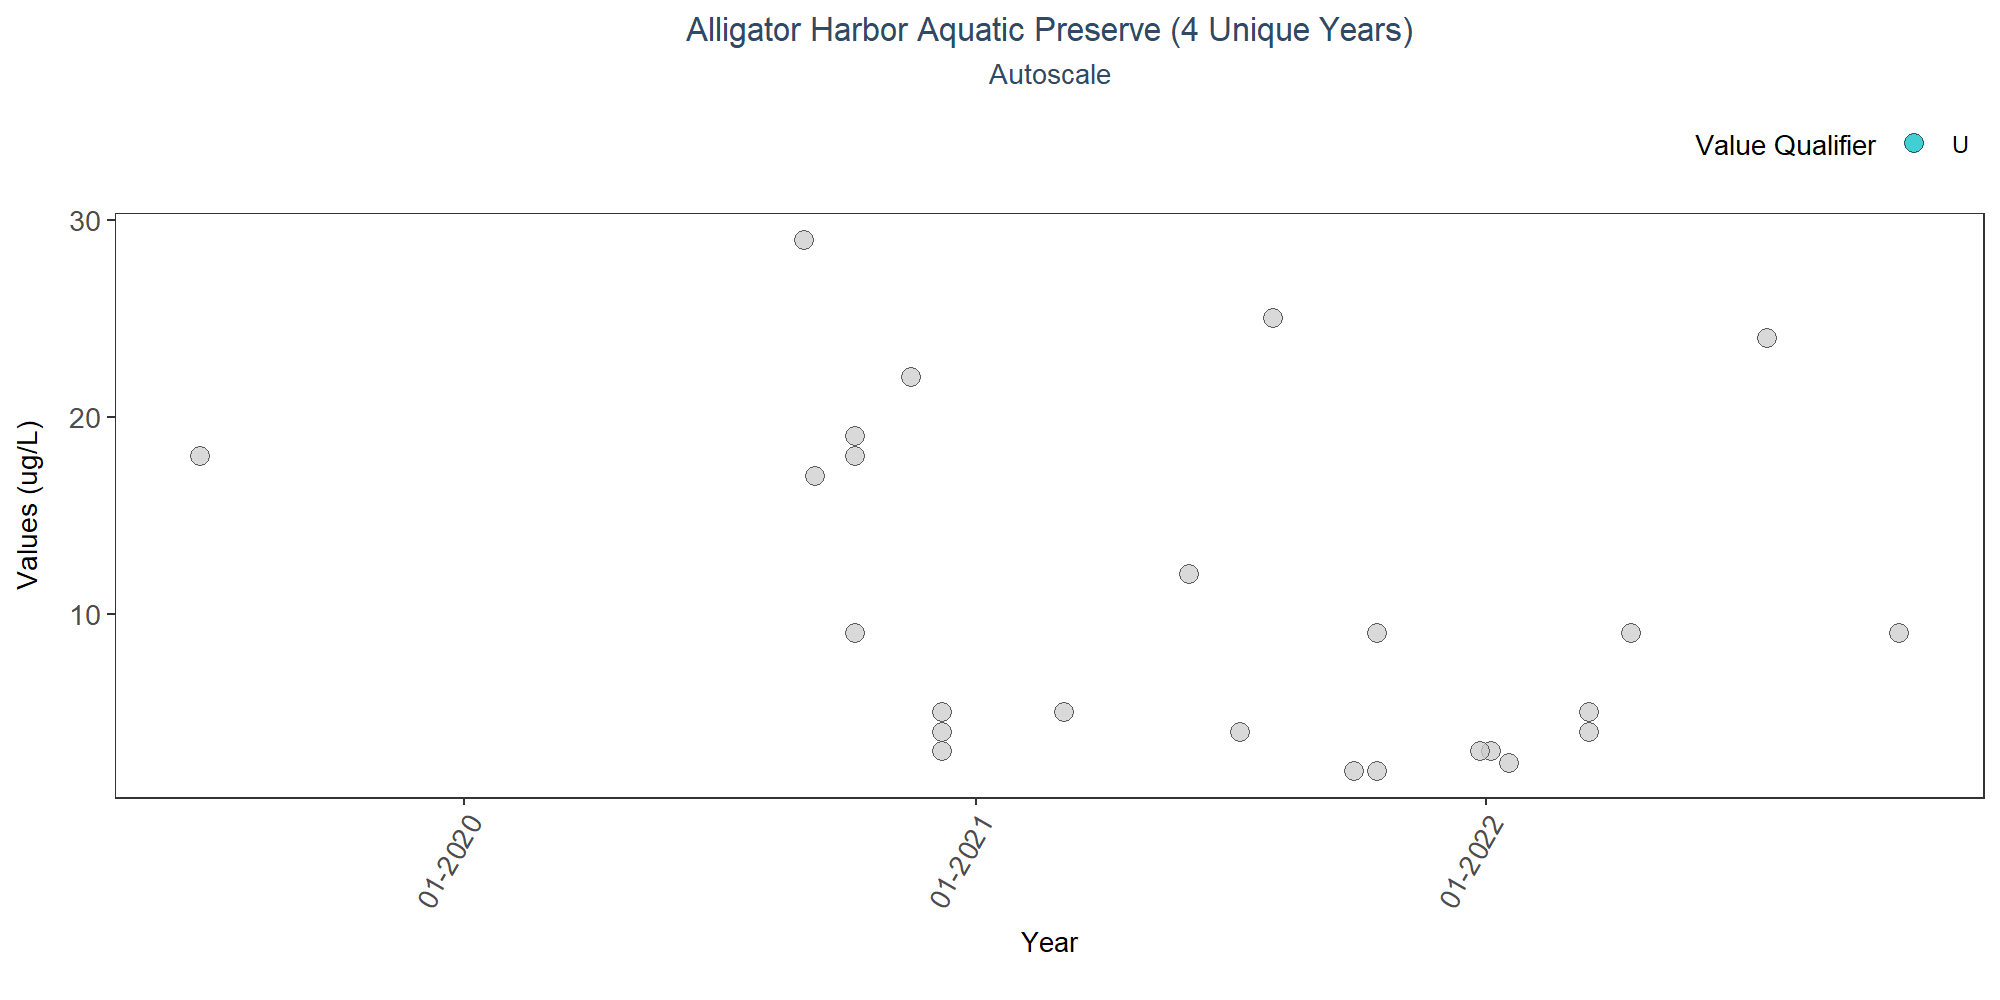 Alligator Harbor Aquatic Preserve (4 Unique Years)
Autoscale
Value Qualifier U
Values (ug/L)
30
20
10
01-2020
01-2021
01-2022
Year